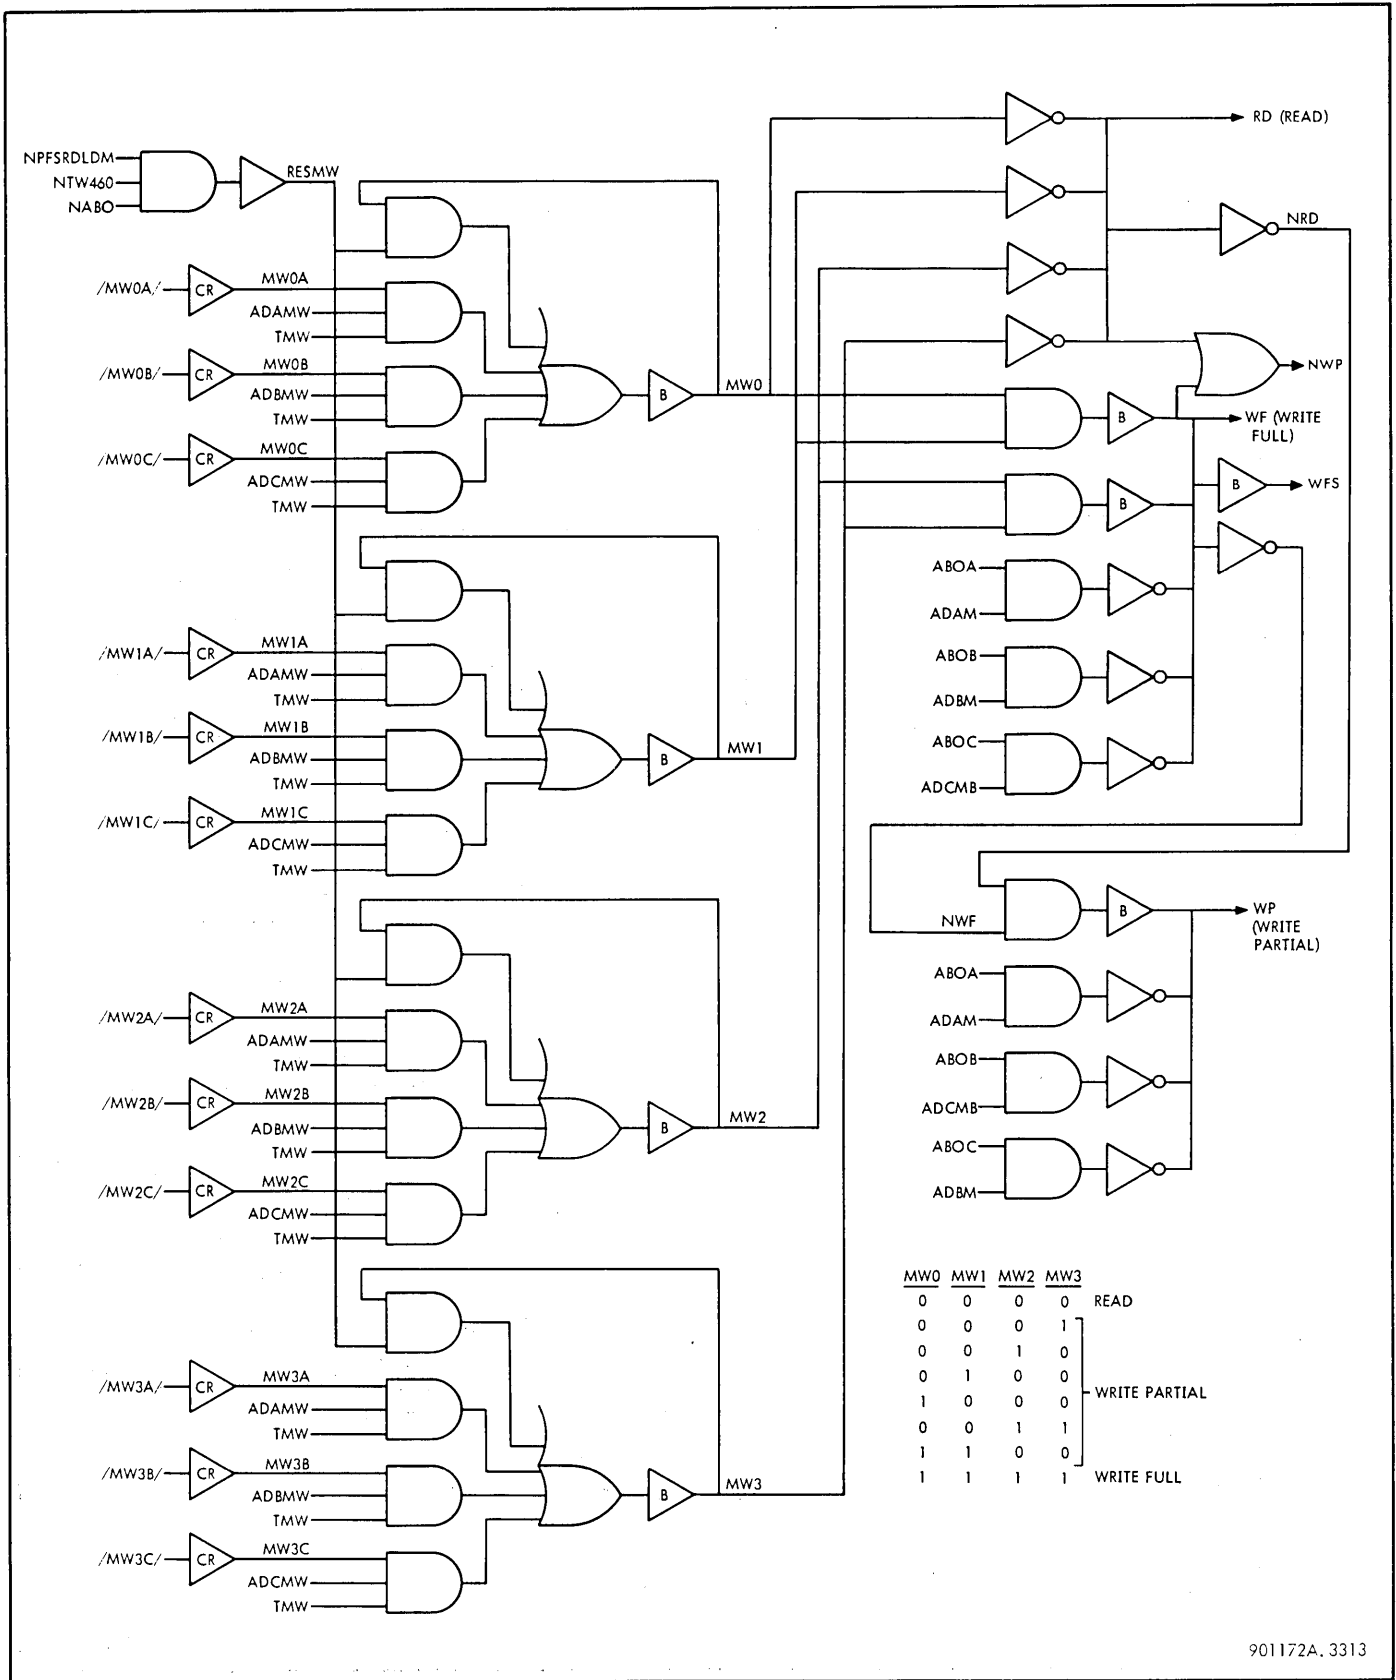 NPFSRDLDM
NTW460
NABO
RESMW
/MW0A/
CR
MW0A
ADAMW
TMW
/MW0B/
CR
MW0B
ADBMW
TMW
/MW0C/
CR
MW0C
ADCMW
TMW
B
MW0
/MW1A/
CR
MW1A
ADAMW
TMW
/MW1B/
CR
MW1B
ADBMW
TMW
/MW1C/
CR
MW1C
ADCMW
TMW
B
MW1
/MW2A/
CR
MW2A
ADAMW
TMW
/MW2B/
CR
MW2B
ADBMW
TMW
/MW2C/
CR
MW2C
ADCMW
TMW
B
MW2
/MW3A/
CR
MW3A
ADAMW
TMW
/MW3B/
CR
MW3B
ADBMW
TMW
/MW3C/
CR
MW3C
ADCMW
TMW
B
MW3
RD (READ)
NRD
NWP
B
WF (WRITE
FULL)
B
WFS
B
ABOA
ADAM
ABOB
ADBM
ABOC
ADCMB
NWF
B
WP
(WRITE
PARTIAL)
ABOA
ADAM
ABOB
ADCMB
ABOC
ADBM
MW0 MW1 MW2 MW3
0 0 0 0 READ
0 0 0 1
0 0 1 0
0 1 0 0
WRITE PARTIAL
1 0 0 0
0 0 1 1
1 1 0 0
1 1 1 1 WRITE FULL
901172A.3313